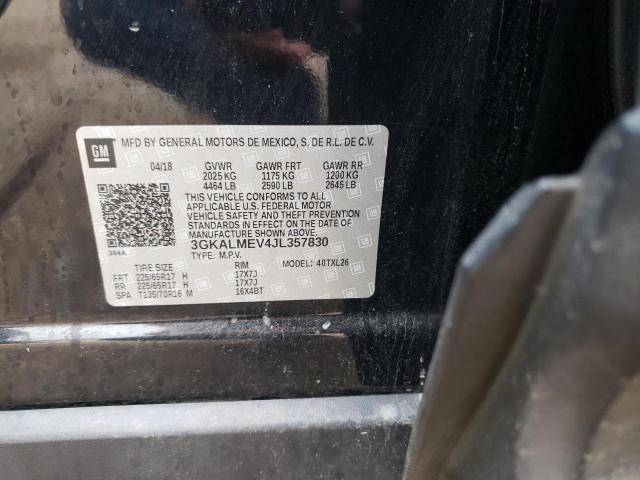 GM
MFD BY GENERAL MOTORS DE MEXICO, S. DE R.L. DE C.V.
04/18 GVWR GAWR FRT GAWR RR
2025 KG 1175 KG 1200 KG
4464 LB 2590 LB 2645 LB
THIS VEHICLE CONFORMS TO ALL
APPLICABLE U.S. FEDERAL MOTOR
VEHICLE SAFETY AND THEFT PREVENTION
STANDARDS IN EFFECT ON THE DATE
OF MANUFACTURE SHOWN ABOVE.
3GKALMEV4JL357830
394A
TYPE: M.P.V. MODEL: 40TXL26
TIRE SIZE RIM
FRT 225/65R17 H 17X7J
RR 225/65R17 H 17X7J
SPA T135/70R16 M 16X4BT